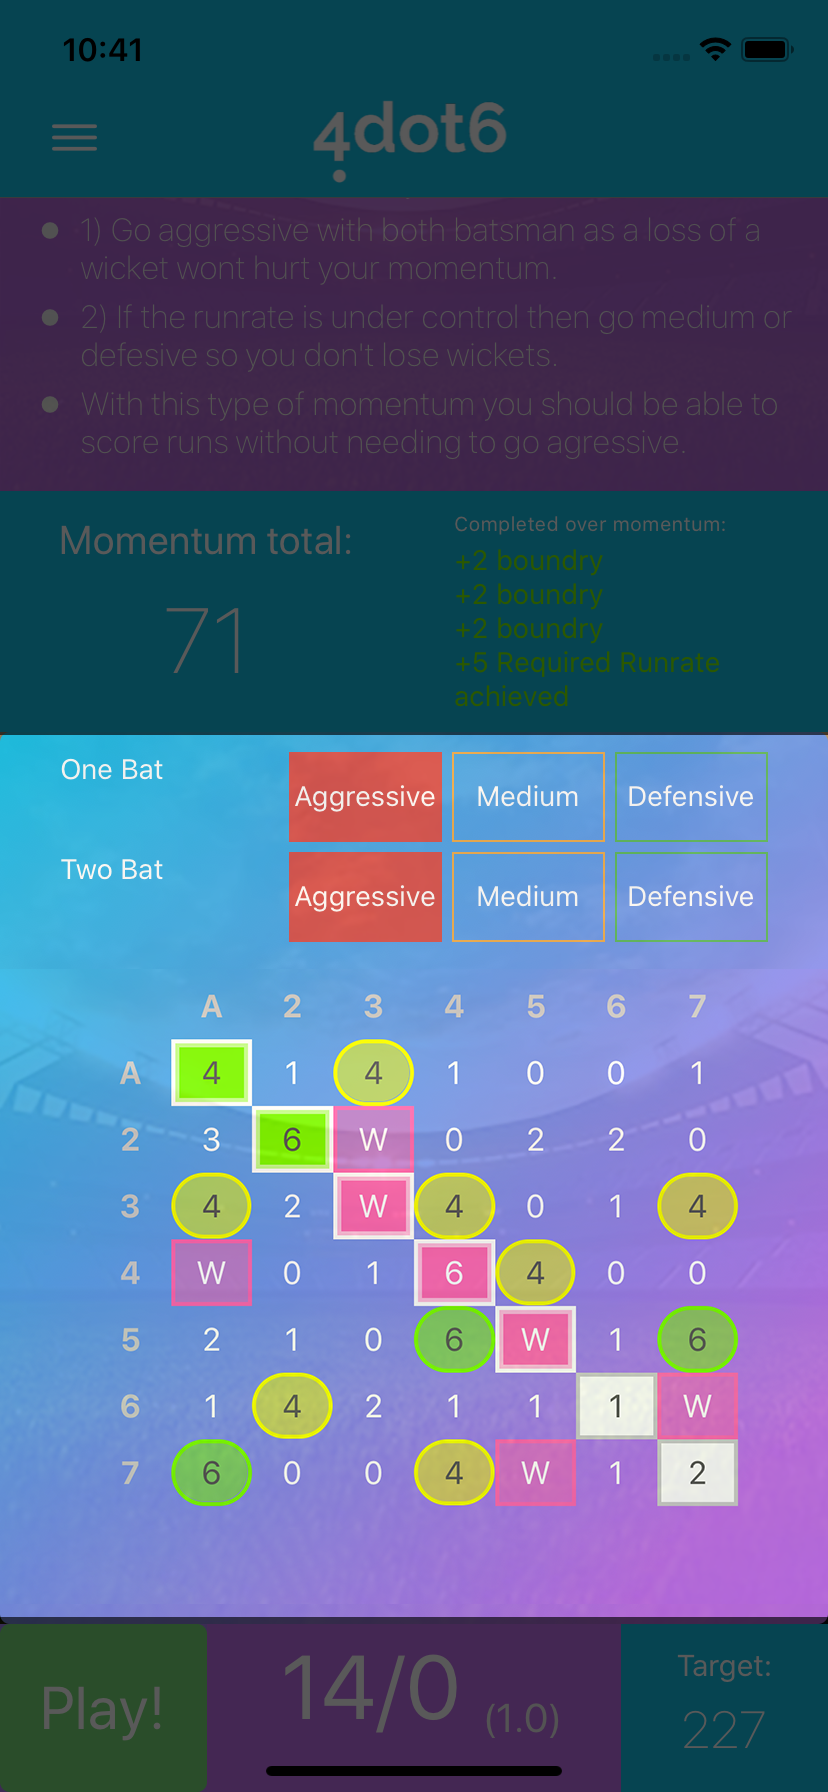 10:41
4dot6
1) Go aggressive with both batsman as a loss of a
wicket wont hurt your momentum.
2) If the runrate is under control then go medium or
defesive so you don't lose wickets.
With this type of momentum you should be able to
score runs without needing to go agressive.
Momentum total:
71
Completed over momentum:
+2 boundry
+2 boundry
+2 boundry
+5 Required Runrate
achieved
One Bat Aggressive Medium Defensive
Two Bat Aggressive Medium Defensive
A 2 3 4 5 6 7
A 4 1 4 1 0 0 1
2 3 6 W 0 2 2 0
3 4 2 W 4 0 1 4
4 W 0 1 6 4 0 0
5 2 1 0 6 W 1 6
6 1 4 2 1 1 1 W
7 6 0 0 4 W 1 2
Play!
14/0 (1.0)
Target:
227